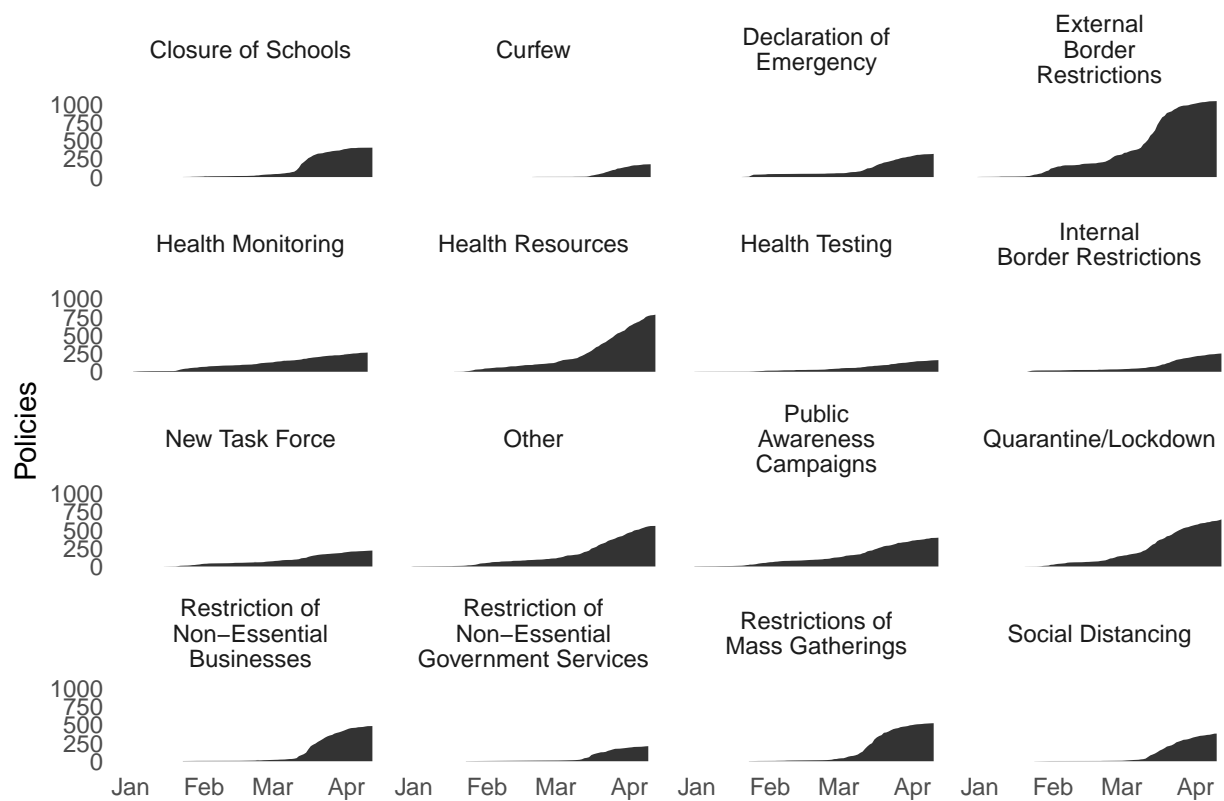 Closure of Schools
Curfew
Declaration of
Emergency
External
Border
Restrictions
1000
750
500
250
0
Health Monitoring
Health Resources
Health Testing
Internal
Border Restrictions
1000
750
500
250
0
Policies
New Task Force
Other
Public
Awareness
Campaigns
Quarantine/Lockdown
1000
750
500
250
0
Restriction of
Non−Essential
Businesses
Restriction of
Non−Essential
Government Services
Restrictions of
Mass Gatherings
Social Distancing
1000
750
500
250
0
Jan Feb Mar Apr Jan Feb Mar Apr Jan Feb Mar Apr Jan Feb Mar Apr